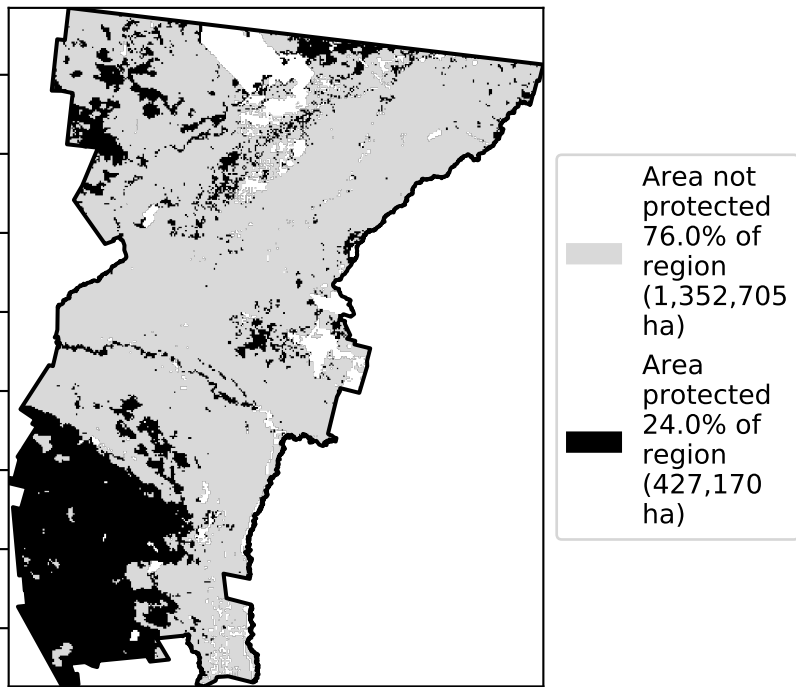 Area not
protected
76.0% of
region
(1,352,705
ha)
Area
protected
24.0% of
region
(427,170
ha)